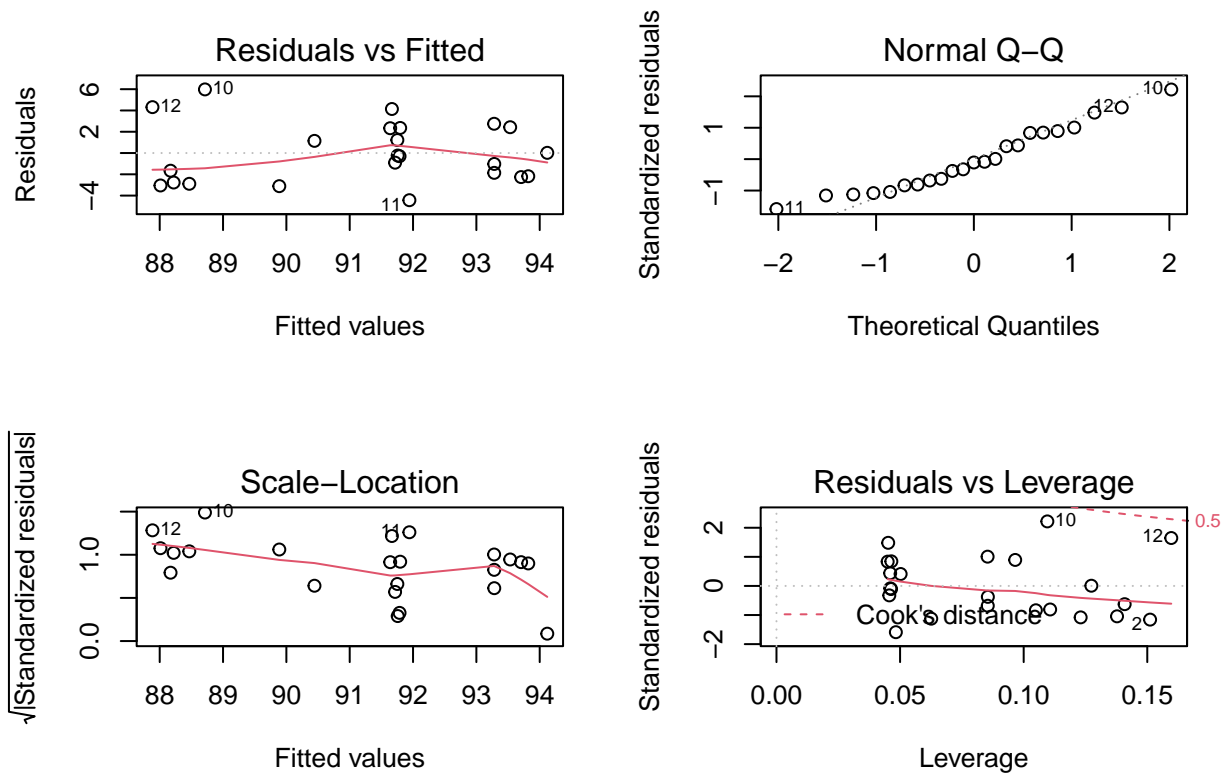 Residuals vs Fitted
Residuals
6
2
−4
12
10
11
88 89 90 91 92 93 94
Fitted values
Normal Q−Q
Standardized residuals
1
−1
11
12
10
−2 −1 0 1 2
Theoretical Quantiles
Scale−Location
√|Standardized residuals|
1.0
0.0
12
10
11
88 89 90 91 92 93 94
Fitted values
Residuals vs Leverage
Standardized residuals
2
0
−2
10
12
0.5
2
Cook's distance
0.00 0.05 0.10 0.15
Leverage